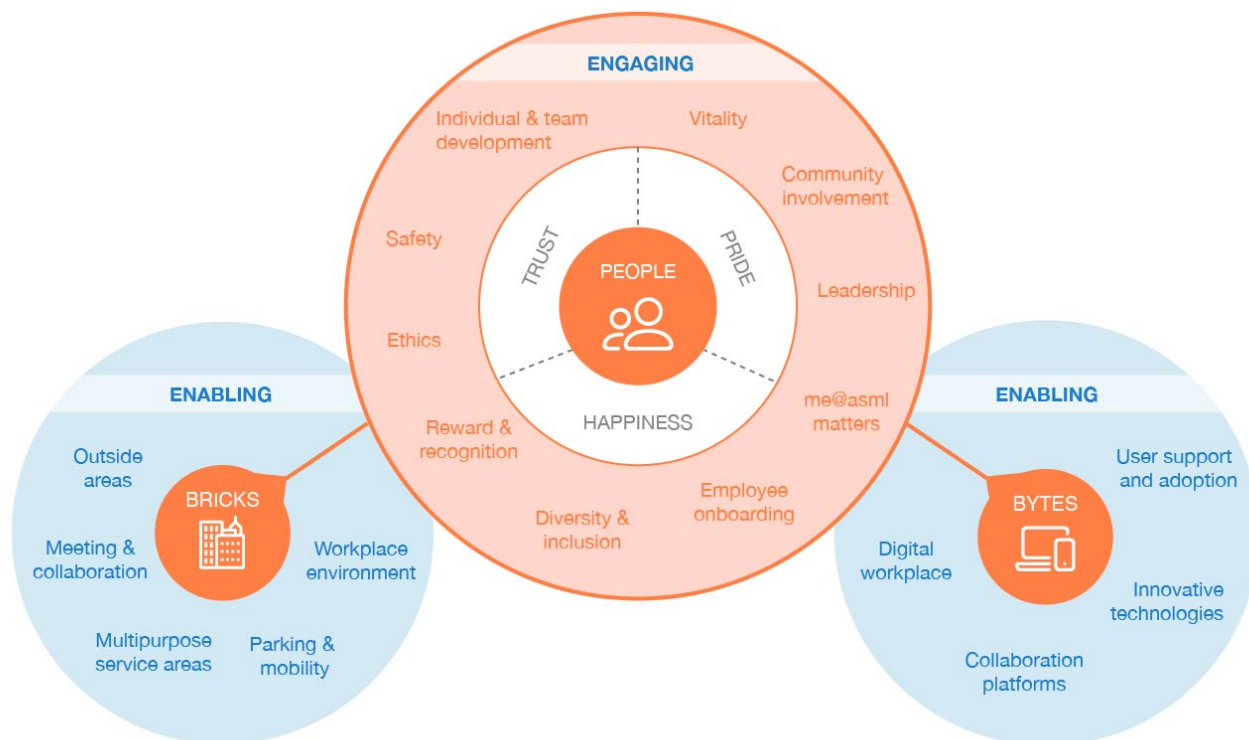 ENGAGING
Individual & team
development
Vitality
Community
involvement
Safety
TRUST
PRIDE
PEOPLE
Leadership
Ethics
HAPPINESS
me@asml
matters
Reward &
recognition
Employee
onboarding
Diversity &
inclusion
ENABLING
Outside
areas
BRICKS
Meeting &
collaboration
Workplace
environment
Multipurpose
service areas
Parking &
mobility
ENABLING
User support
and adoption
BYTES
Digital
workplace
Innovative
technologies
Collaboration
platforms